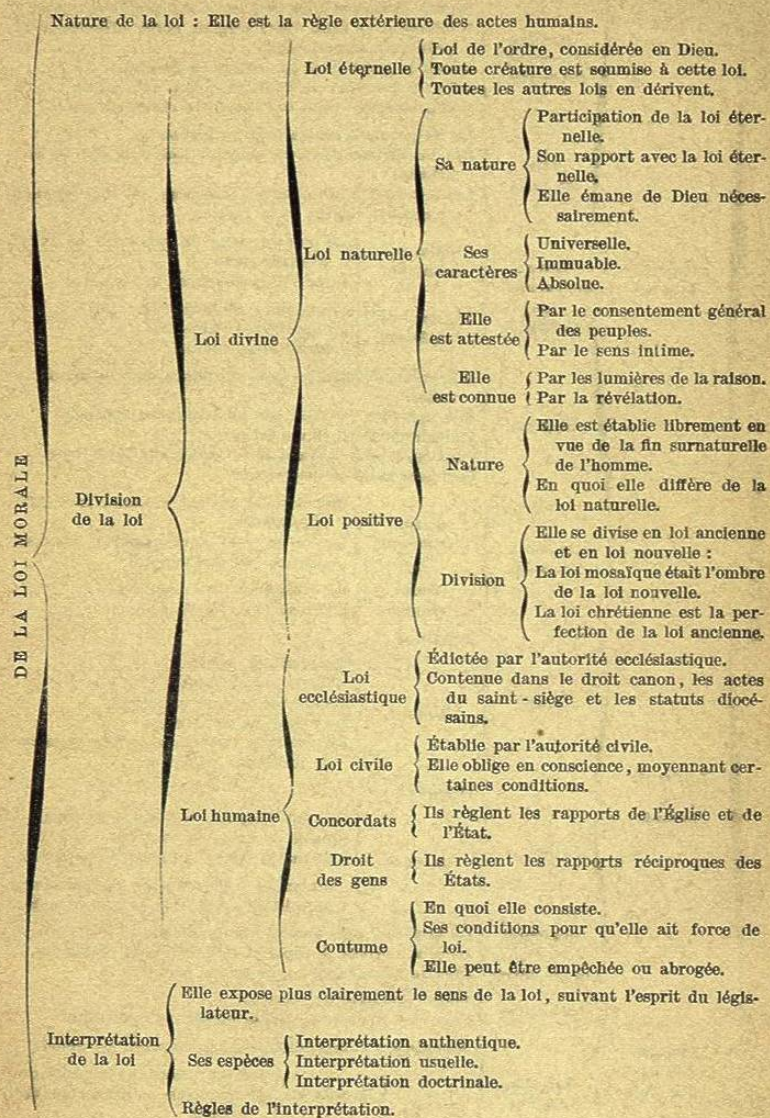 Nature de la loi : Elle est la règle extérieure des actes humains.
DE LA LOI MORALE
Division
de la loi
Loi divine
Loi éternelle
Loi de l'ordre, considérée en Dieu.
Toute créature est soumise à cette loi.
Toutes les autres lois en dérivent.
Loi naturelle
Sa nature
Participation de la loi éter-
nelle.
Son rapport avec la loi éter-
nelle.
Elle émane de Dieu néces-
sairement.
Ses
caractères
Universelle.
Immuable.
Absolue.
Elle
est attestée
Par le consentement général
des peuples.
Par le sens intime.
Elle
est connue
Par les lumières de la raison.
Par la révélation.
Loi positive
Nature
Elle est établie librement en
vue de la fin surnaturelle
de l'homme.
En quoi elle diffère de la
loi naturelle.
Division
Elle se divise en loi ancienne
et en loi nouvelle :
La loi mosaïque était l'ombre
de la loi nouvelle.
La loi chrétienne est la per-
fection de la loi ancienne.
Loi humaine
Loi
ecclésiastique
Édictée par l'autorité ecclésiastique.
Contenue dans le droit canon, les actes
du saint-siège et les statuts diocé-
sains.
Loi civile
Établie par l'autorité civile.
Elle oblige en conscience, moyennant cer-
taines conditions.
Concordats
Ils règlent les rapports de l'Église et de
l'État.
Droit
des gens
Ils règlent les rapports réciproques des
États.
Coutume
En quoi elle consiste.
Ses conditions pour qu'elle ait force de
loi.
Elle peut être empêchée ou abrogée.
Interprétation
de la loi
Elle expose plus clairement le sens de la loi, suivant l'esprit du légis-
lateur.
Ses espèces
Interprétation authentique.
Interprétation usuelle.
Interprétation doctrinale.
Règles de l'interprétation.